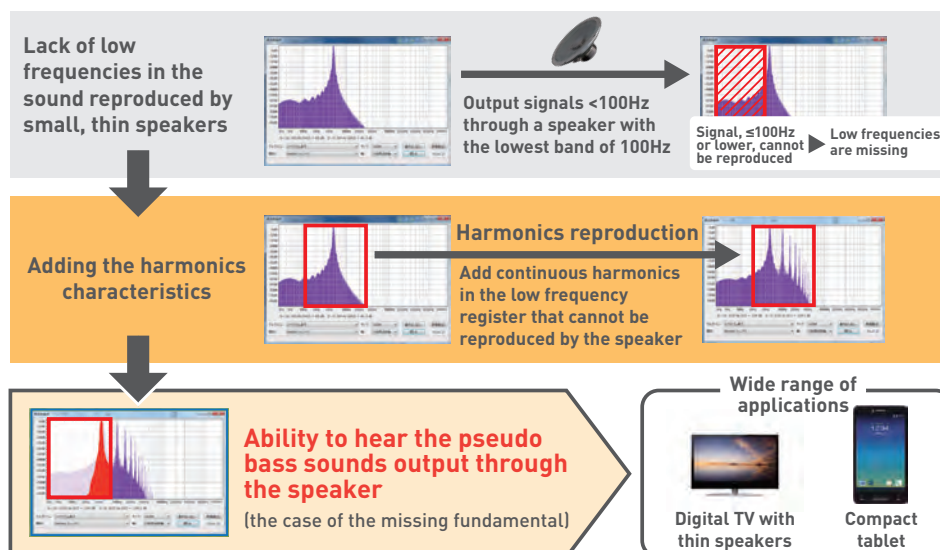 Lack of low
frequencies in the
sound reproduced by
small, thin speakers
Output signals <100Hz
through a speaker with
the lowest band of 100Hz
Signal, ≤100Hz
or lower, cannot
be reproduced
Low frequencies
are missing
Adding the harmonics
characteristics
Harmonics reproduction
Add continuous harmonics
in the low frequency
register that cannot be
reproduced by the speaker
Ability to hear the pseudo
bass sounds output through
the speaker
(the case of the missing fundamental)
Wide range of
applications
Digital TV with
thin speakers
Compact
tablet